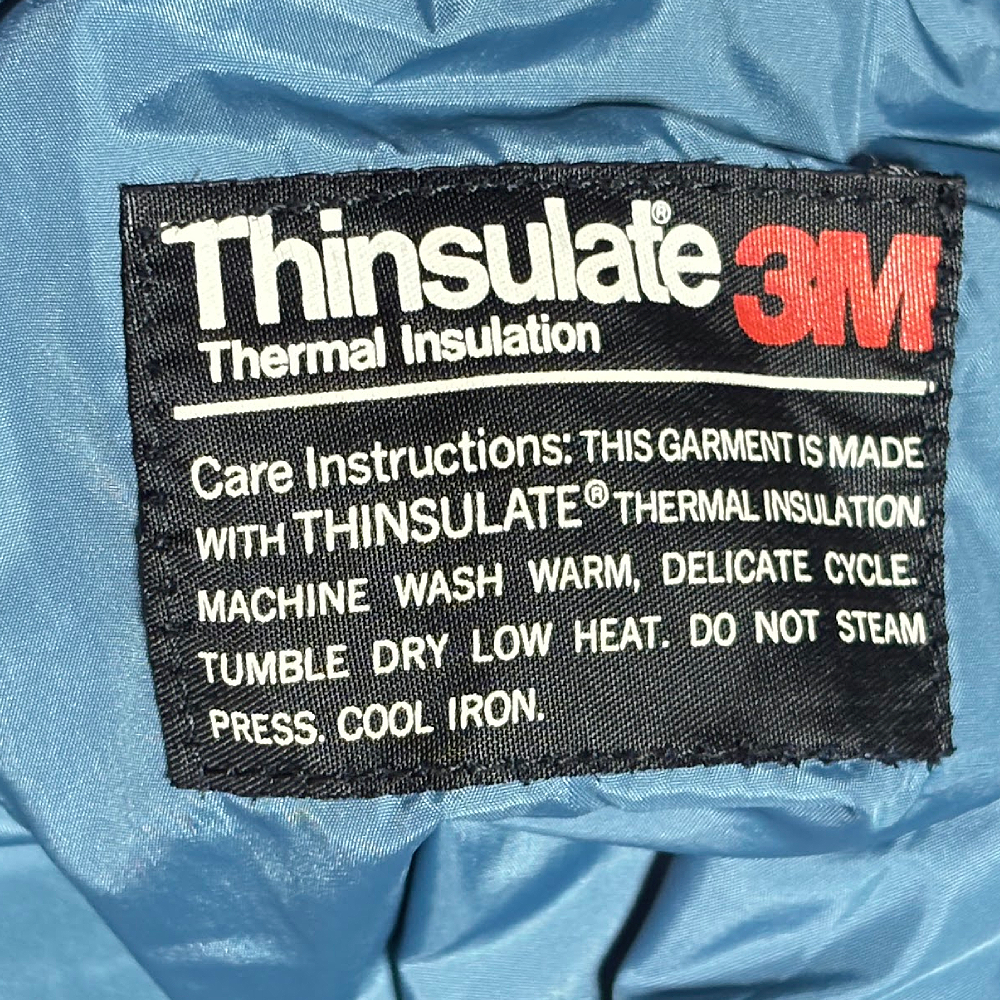 Thinsulate® 3M
Thermal Insulation
Care Instructions: THIS GARMENT IS MADE
WITH THINSULATE® THERMAL INSULATION.
MACHINE WASH WARM, DELICATE CYCLE.
TUMBLE DRY LOW HEAT. DO NOT STEAM
PRESS. COOL IRON.